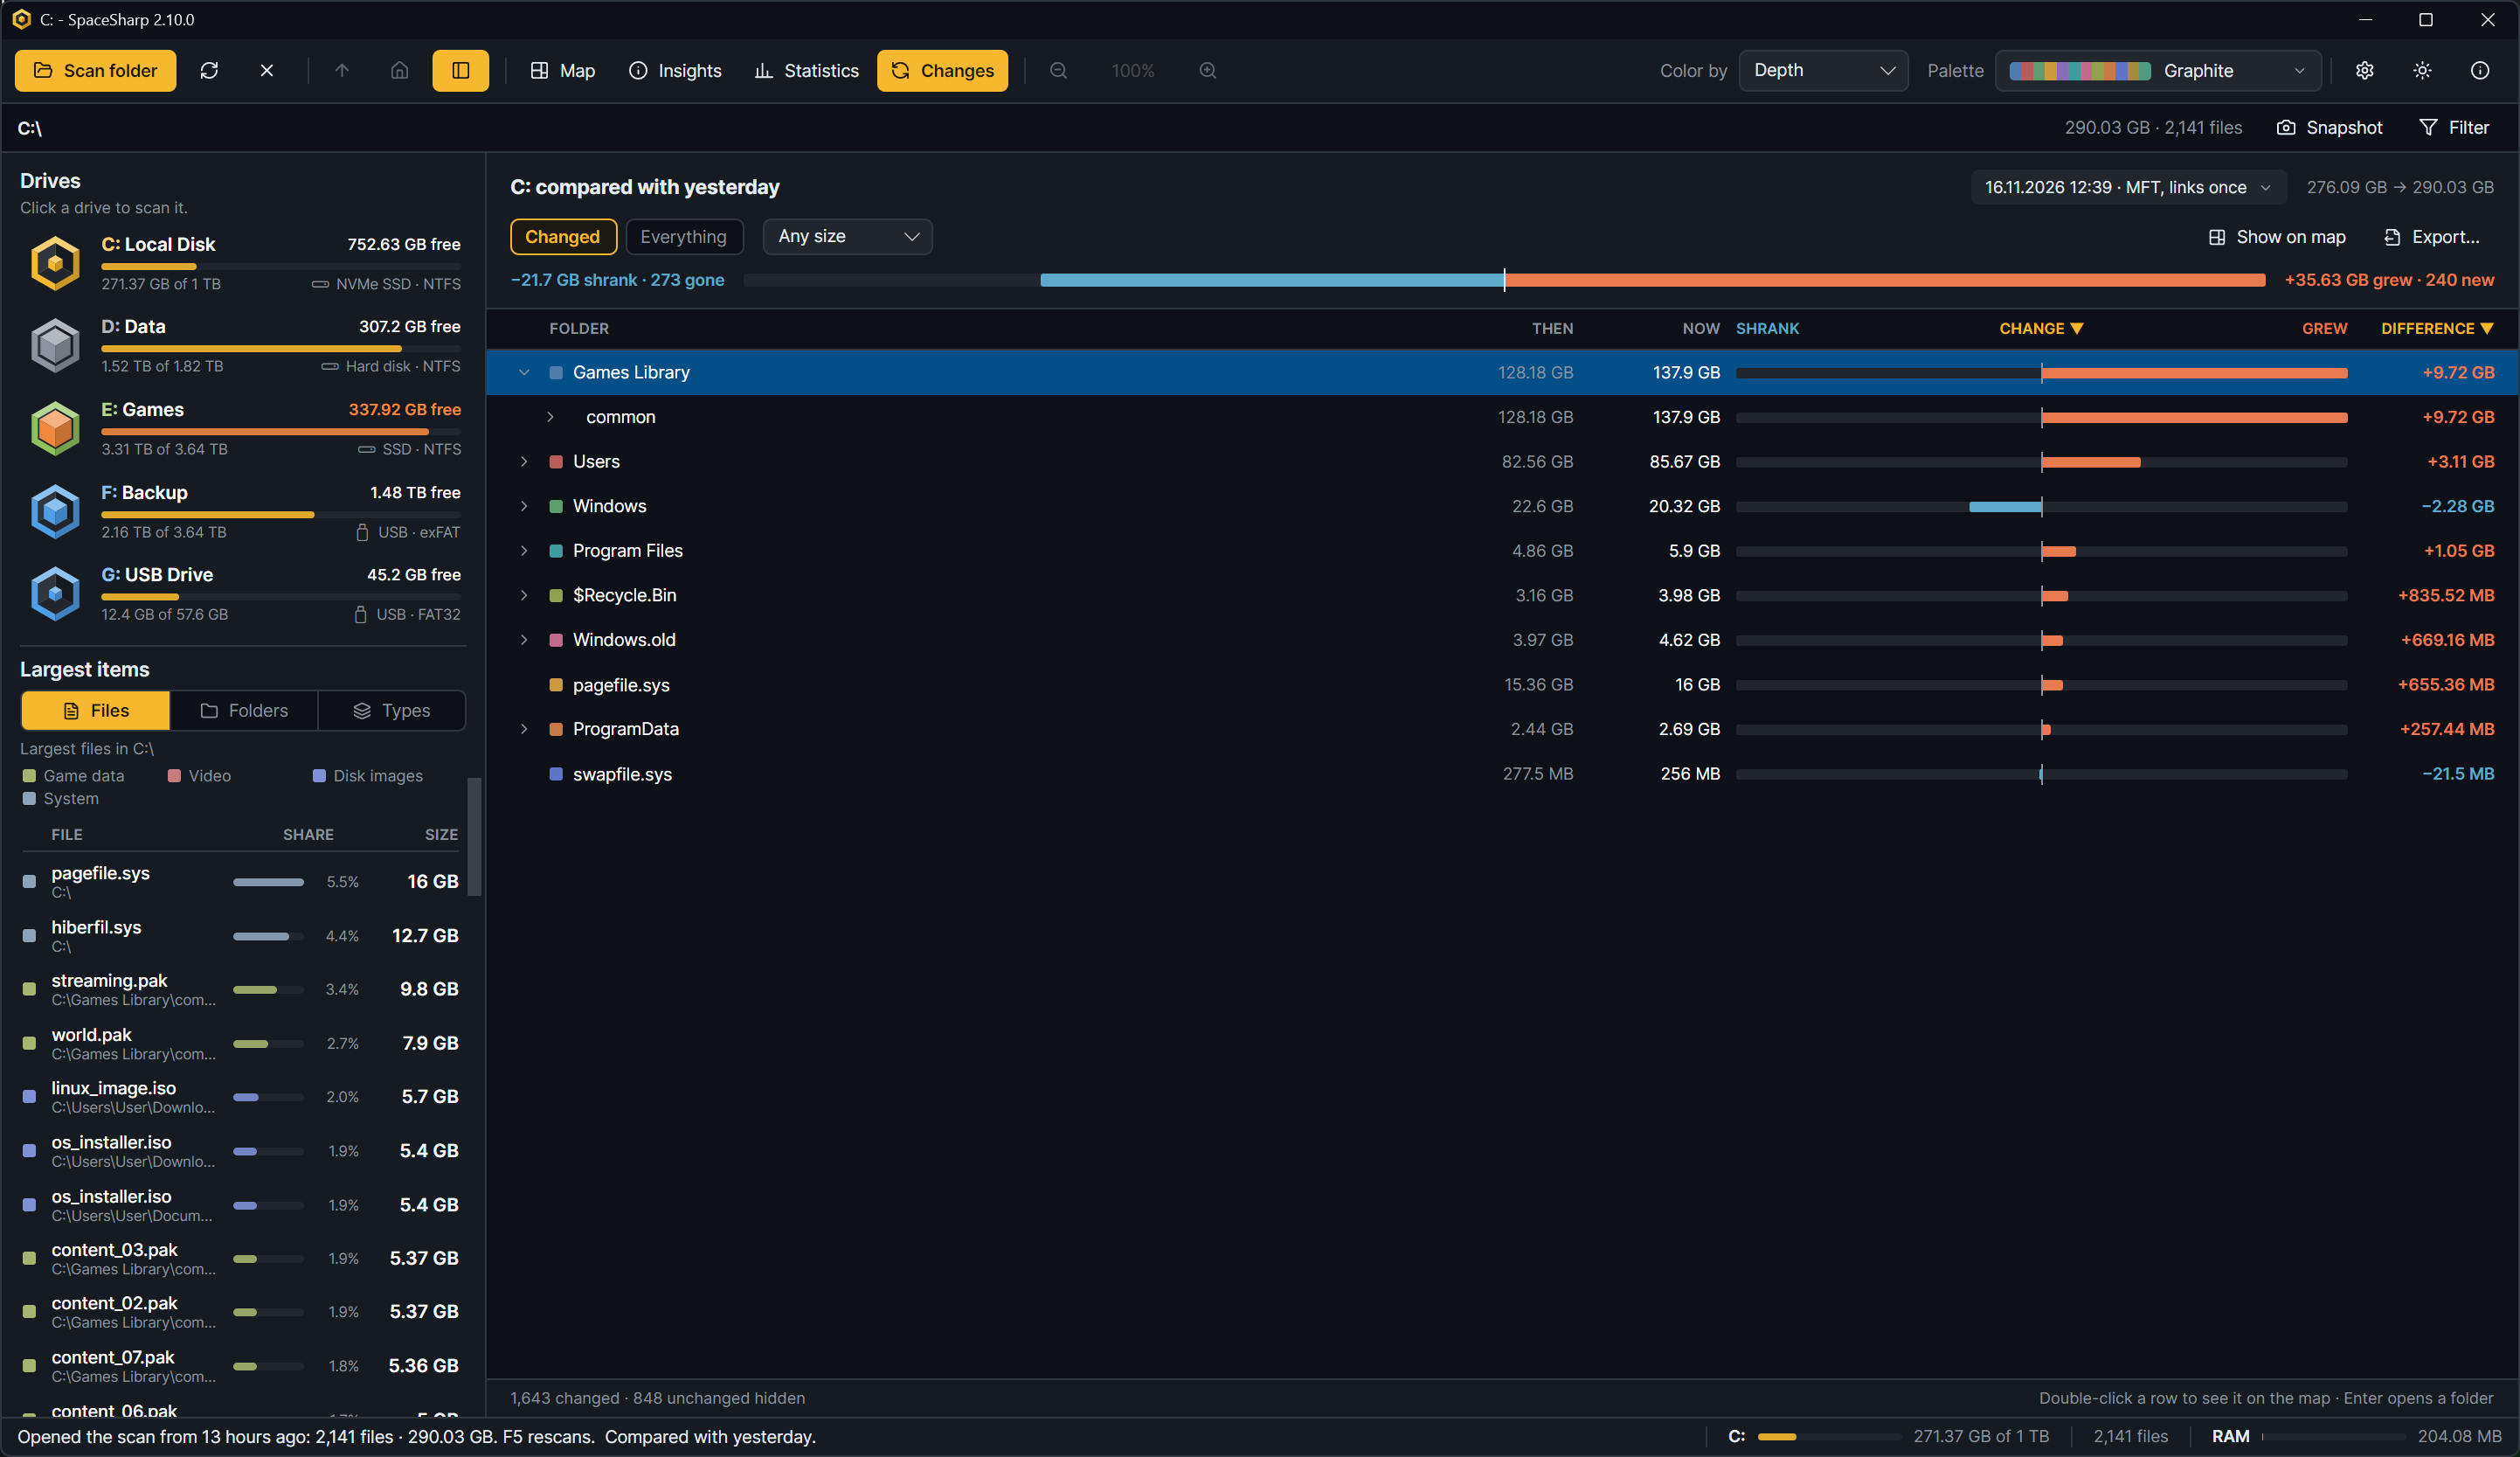 C: - SpaceSharp 2.10.0
Scan folder
Map
Insights
Statistics
Changes
100%
Color by
Depth
Palette
Graphite
C:\
290.03 GB · 2,141 files
Snapshot
Filter
Drives
Click a drive to scan it.
C: Local Disk 752.63 GB free
271.37 GB of 1 TB NVMe SSD · NTFS
D: Data 307.2 GB free
1.52 TB of 1.82 TB Hard disk · NTFS
E: Games 337.92 GB free
3.31 TB of 3.64 TB SSD · NTFS
F: Backup 1.48 TB free
2.16 TB of 3.64 TB USB · exFAT
G: USB Drive 45.2 GB free
12.4 GB of 57.6 GB USB · FAT32
Largest items
Files Folders Types
Largest files in C:\
Game data Video Disk images
System
FILE SHARE SIZE
pagefile.sys 5.5% 16 GB
C:\
hiberfil.sys 4.4% 12.7 GB
C:\
streaming.pak 3.4% 9.8 GB
C:\Games Library\com...
world.pak 2.7% 7.9 GB
C:\Games Library\com...
linux_image.iso 2.0% 5.7 GB
C:\Users\User\Downlo...
os_installer.iso 1.9% 5.4 GB
C:\Users\User\Downlo...
os_installer.iso 1.9% 5.4 GB
C:\Users\User\Docum...
content_03.pak 1.9% 5.37 GB
C:\Games Library\com...
content_02.pak 1.9% 5.37 GB
C:\Games Library\com...
content_07.pak 1.8% 5.36 GB
C:\Games Library\com...
content_06.pak
C: compared with yesterday
16.11.2026 12:39 · MFT, links once
276.09 GB → 290.03 GB
Changed Everything Any size
Show on map Export...
−21.7 GB shrank · 273 gone +35.63 GB grew · 240 new
FOLDER THEN NOW SHRANK CHANGE ▼ GREW DIFFERENCE ▼
Games Library 128.18 GB 137.9 GB +9.72 GB
common 128.18 GB 137.9 GB +9.72 GB
Users 82.56 GB 85.67 GB +3.11 GB
Windows 22.6 GB 20.32 GB −2.28 GB
Program Files 4.86 GB 5.9 GB +1.05 GB
$Recycle.Bin 3.16 GB 3.98 GB +835.52 MB
Windows.old 3.97 GB 4.62 GB +669.16 MB
pagefile.sys 15.36 GB 16 GB +655.36 MB
ProgramData 2.44 GB 2.69 GB +257.44 MB
swapfile.sys 277.5 MB 256 MB −21.5 MB
1,643 changed · 848 unchanged hidden
Double-click a row to see it on the map · Enter opens a folder
Opened the scan from 13 hours ago: 2,141 files · 290.03 GB. F5 rescans. Compared with yesterday.
C: 271.37 GB of 1 TB
2,141 files
RAM 204.08 MB